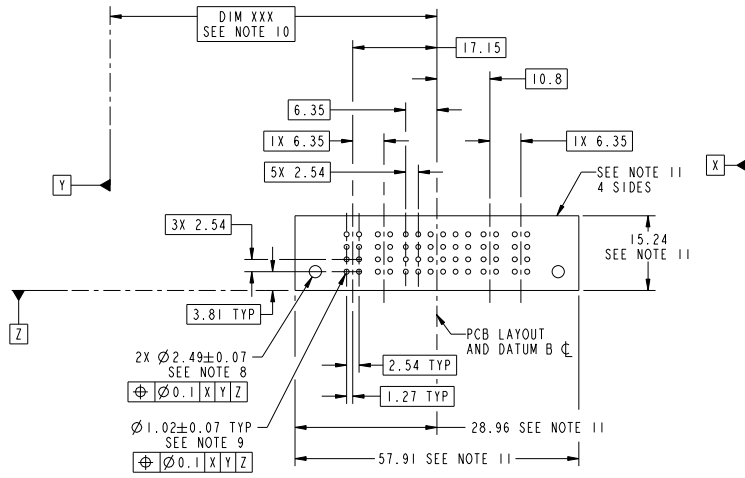 DIM XXX
SEE NOTE 10
17.15
10.8
6.35
1X 6.35
1X 6.35
5X 2.54
X
Y
SEE NOTE 11
4 SIDES
3X 2.54
15.24
SEE NOTE 11
3.81 TYP
Z
PCB LAYOUT
AND DATUM B ℄
2X Ø2.49±0.07
SEE NOTE 8
⌖ Ø0.1 X Y Z
2.54 TYP
1.27 TYP
Ø1.02±0.07 TYP
SEE NOTE 9
⌖ Ø0.1 X Y Z
28.96 SEE NOTE 11
57.91 SEE NOTE 11